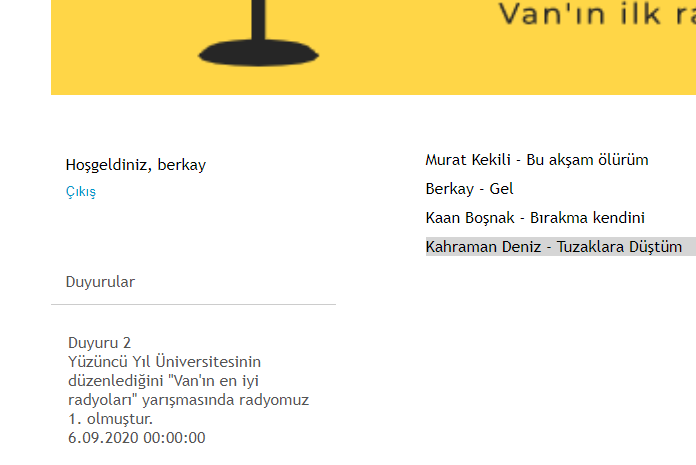 Van'ın ilk
Hoşgeldiniz, berkay
Çıkış
Murat Kekili - Bu akşam ölürüm
Berkay - Gel
Kaan Boşnak - Bırakma kendini
Kahraman Deniz - Tuzaklara Düştüm
Duyurular
Duyuru 2
Yüzüncü Yıl Üniversitesinin
düzenlediğini "Van'ın en iyi
radyoları" yarışmasında radyomuz
1. olmuştur.
6.09.2020 00:00:00